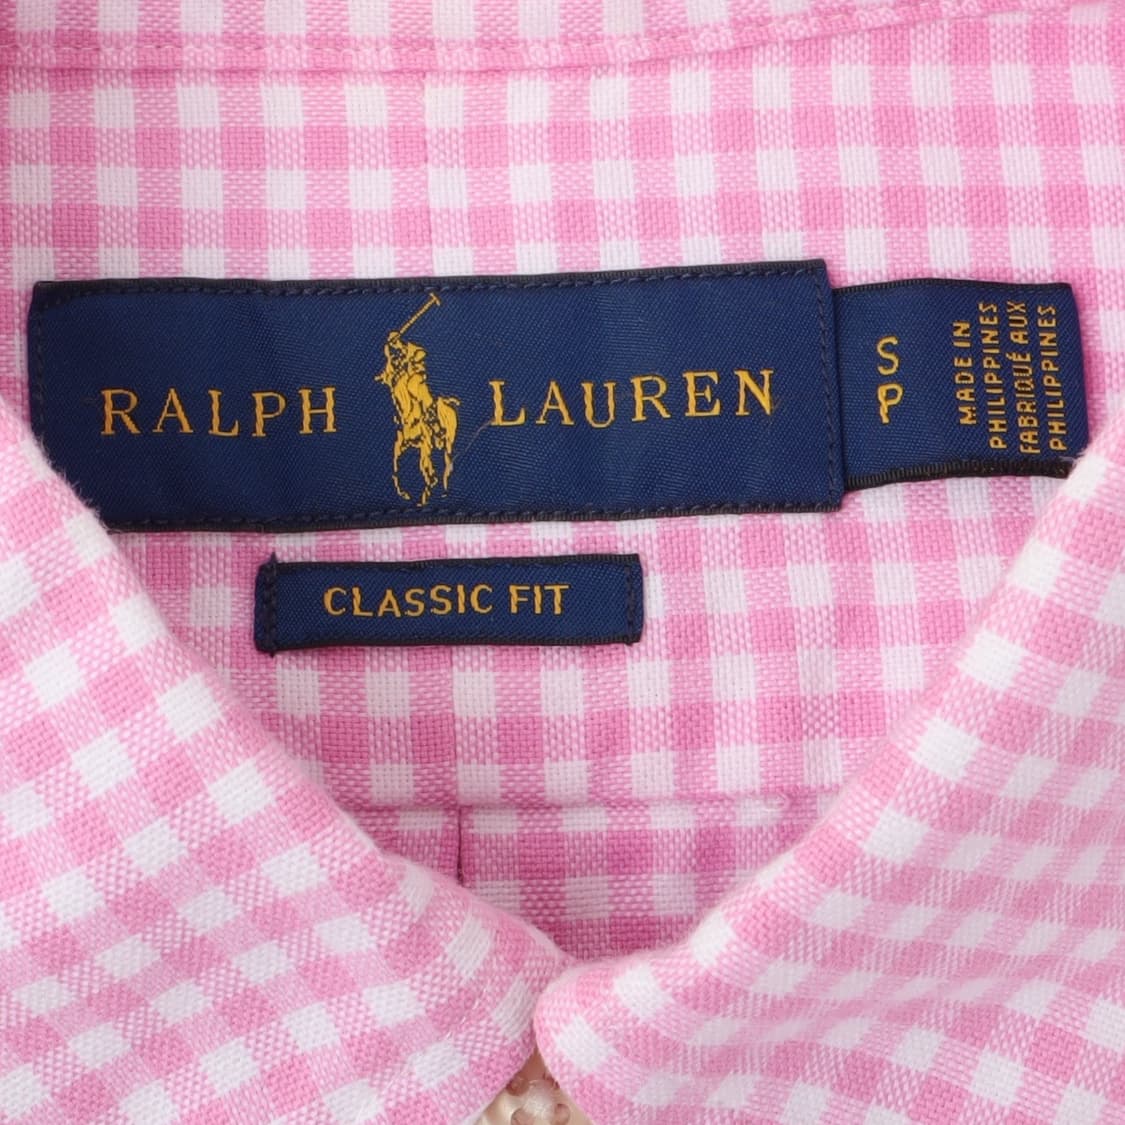 RALPH LAUREN
S
P
MADE IN
PHILIPPINES
FABRIQUÉ AUX
PHILIPPINES
CLASSIC FIT